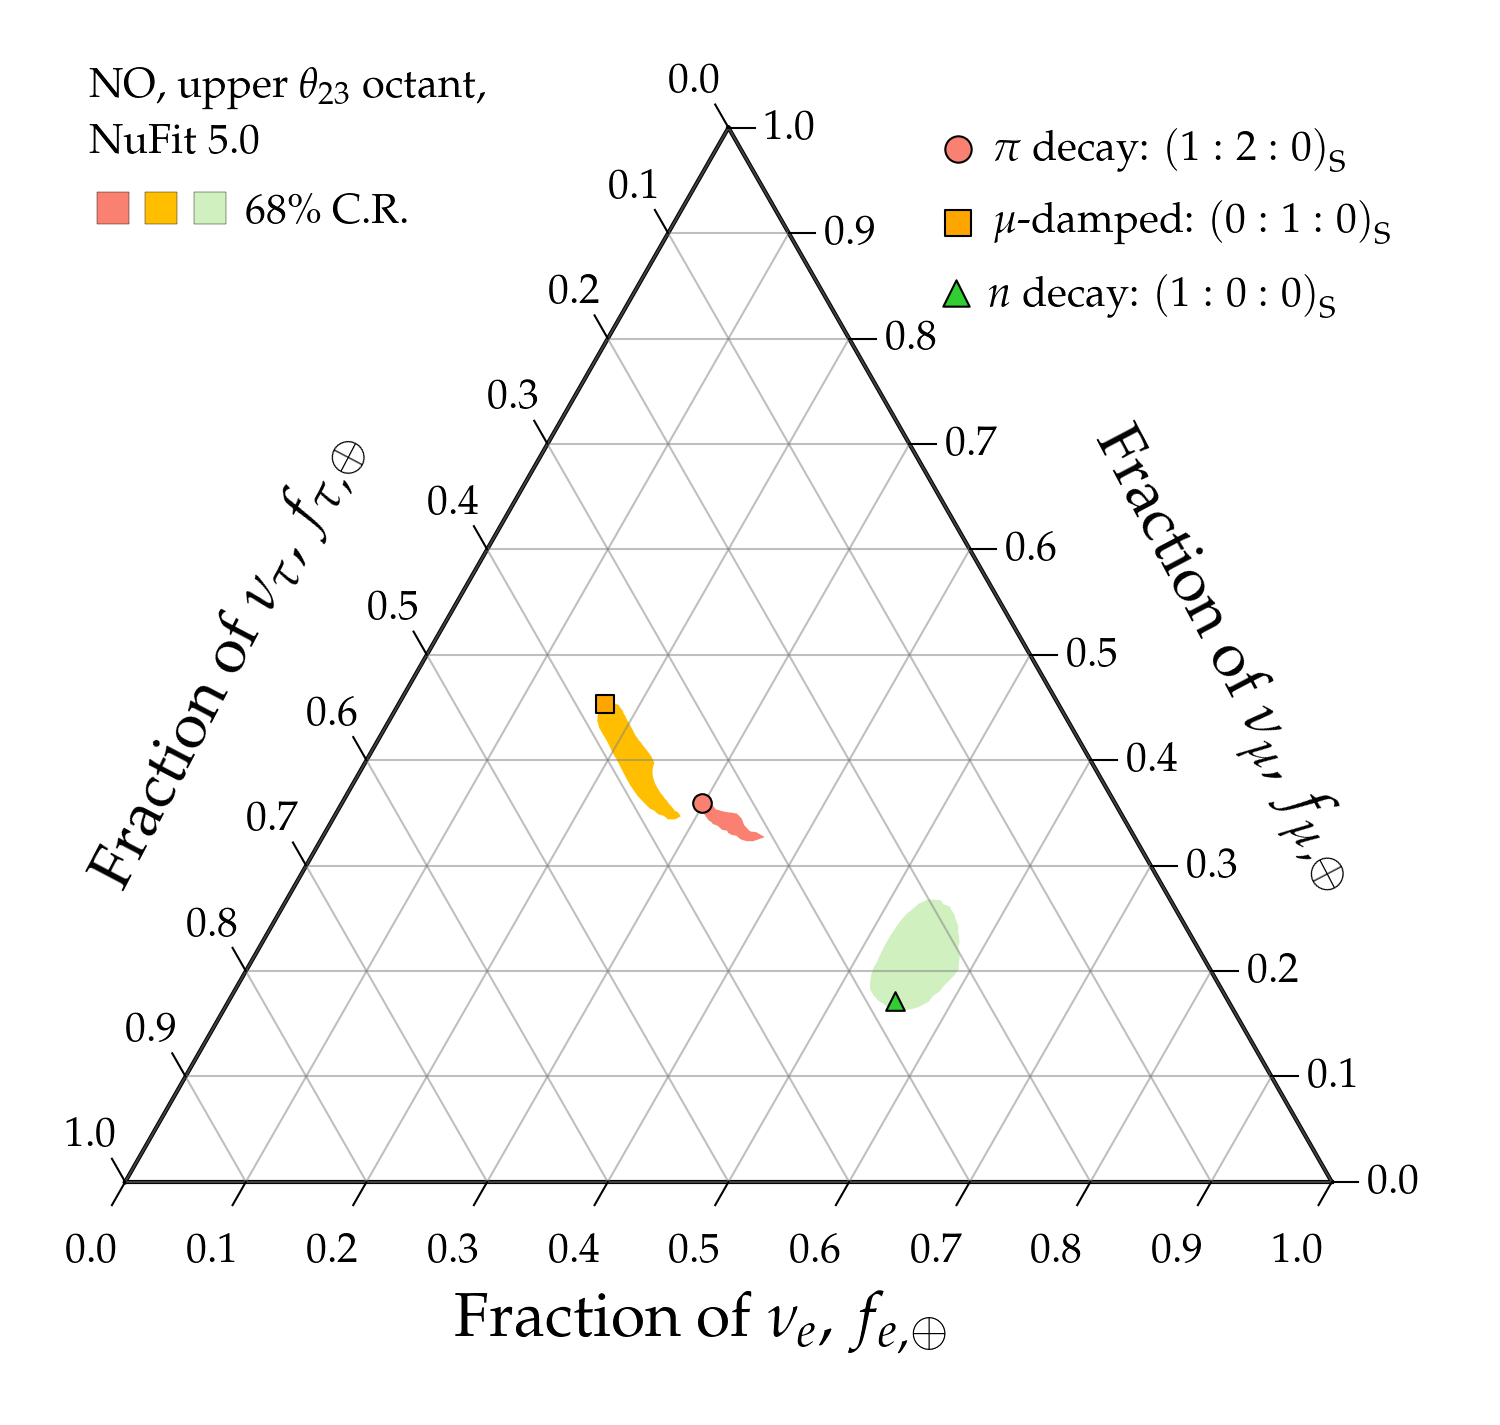 NO, upper θ₂₃ octant,
NuFit 5.0
68% C.R.
π decay: (1 : 2 : 0)S
μ-damped: (0 : 1 : 0)S
n decay: (1 : 0 : 0)S
Fraction of ντ, fτ,⊕
0.0
0.1
0.2
0.3
0.4
0.5
0.6
0.7
0.8
0.9
1.0
Fraction of νμ, fμ,⊕
1.0
0.9
0.8
0.7
0.6
0.5
0.4
0.3
0.2
0.1
0.0
0.0 0.1 0.2 0.3 0.4 0.5 0.6 0.7 0.8 0.9 1.0
Fraction of νe, fe,⊕